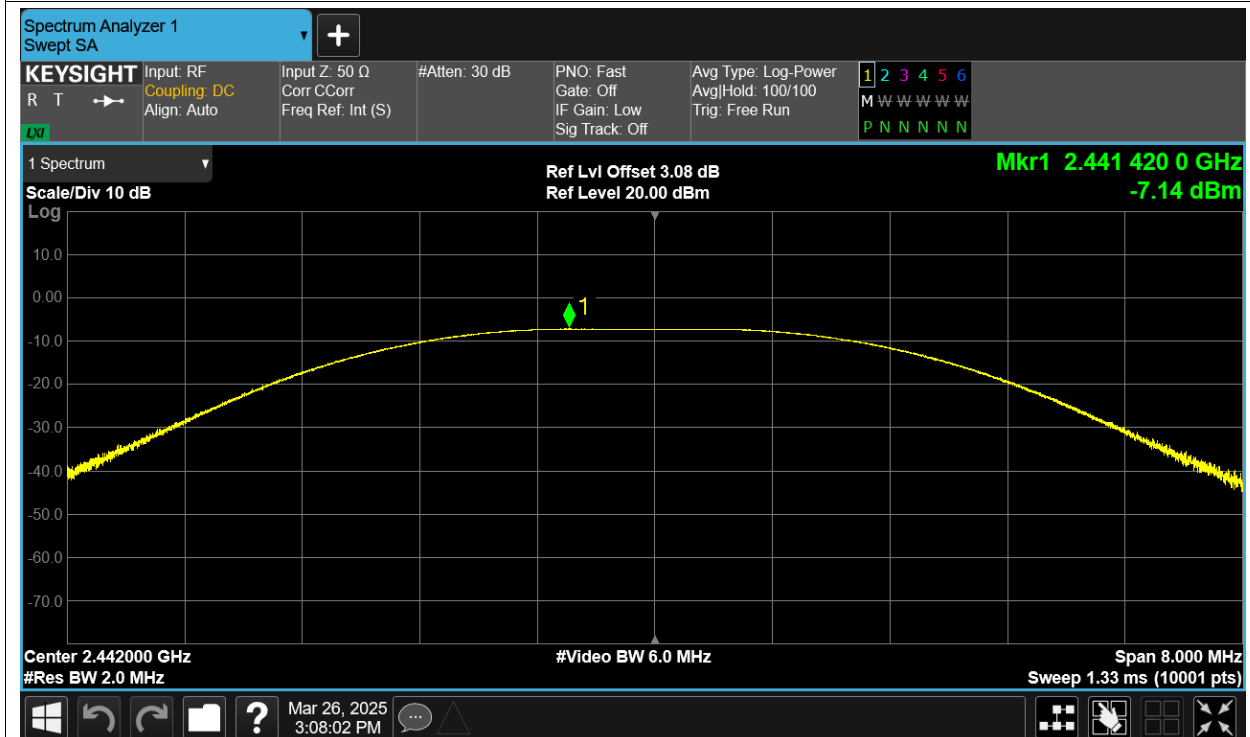 Spectrum Analyzer 1
Swept SA
+
KEYSIGHT
R T
LXI
Input: RF
Coupling: DC
Align: Auto
Input Z: 50 Ω
Corr CCorr
Freq Ref: Int (S)
#Atten: 30 dB
PNO: Fast
Gate: Off
IF Gain: Low
Sig Track: Off
Avg Type: Log-Power
Avg|Hold: 100/100
Trig: Free Run
1 2 3 4 5 6
M W W W W W
P N N N N N
1 Spectrum
Scale/Div 10 dB
Log
Ref Lvl Offset 3.08 dB
Ref Level 20.00 dBm
Mkr1 2.441 420 0 GHz
-7.14 dBm
10.0
0.00
1
-10.0
-20.0
-30.0
-40.0
-50.0
-60.0
-70.0
Center 2.442000 GHz
#Res BW 2.0 MHz
#Video BW 6.0 MHz
Span 8.000 MHz
Sweep 1.33 ms (10001 pts)
?
Mar 26, 2025
3:08:02 PM